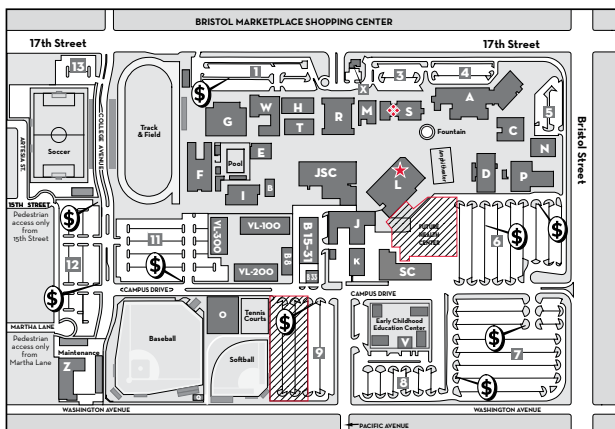 BRISTOL MARKETPLACE SHOPPING CENTER
17th Street
17th Street
13
1
3
4
X
5
$
W
H
G
T
R
M
S
A
C
N
Fountain
Track
& Field
COLLEGE AVENUE
ARTESIA ST.
Soccer
Bristol Street
F
Pool
E
I
B
JSC
L
Amphitheater
D
P
15TH STREET
Pedestrian
access only
from
15th Street
$
11
$
VL-300
VL-100
VL-200
B8
B 15-31
B 33
J
K
SC
FUTURE
HEALTH
CENTER
6
$
$
12
$
CAMPUS DRIVE
CAMPUS DRIVE
MARTHA LANE
Pedestrian
access only
from
Martha Lane
Maintenance
Z
Baseball
O
Tennis
Courts
Softball
$
9
Early Childhood
Education Center
V
8
$
7
$
WASHINGTON AVENUE
WASHINGTON AVENUE
PACIFIC AVENUE